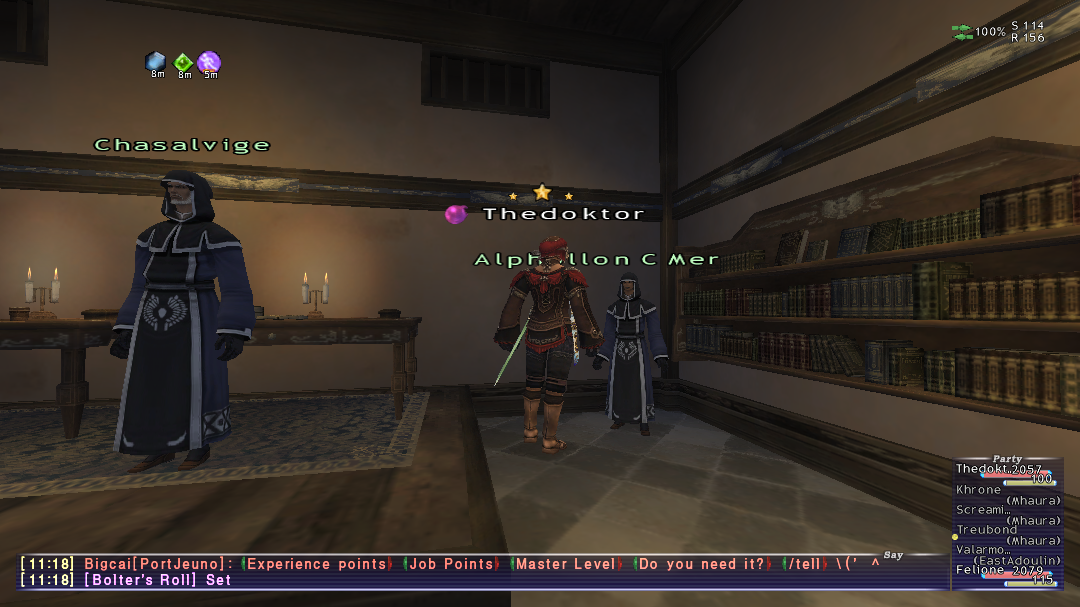 100% S 114
R 156
8m 8m 5m
Chasalvige
Thedoktor
C Mer
Party
Thedokt.. 2057
100
Khrone
(Mhaura)
Screami...
(Mhaura)
Treubond
(Mhaura)
Valarmo...
(EastAdoulin)
Felione 2079
115
Say
[11:18] Bigcai[PortJeuno]: Experience points Job Points Master Level Do you need it? /tell \(' ^
[11:18] [Bolter's Roll] Set